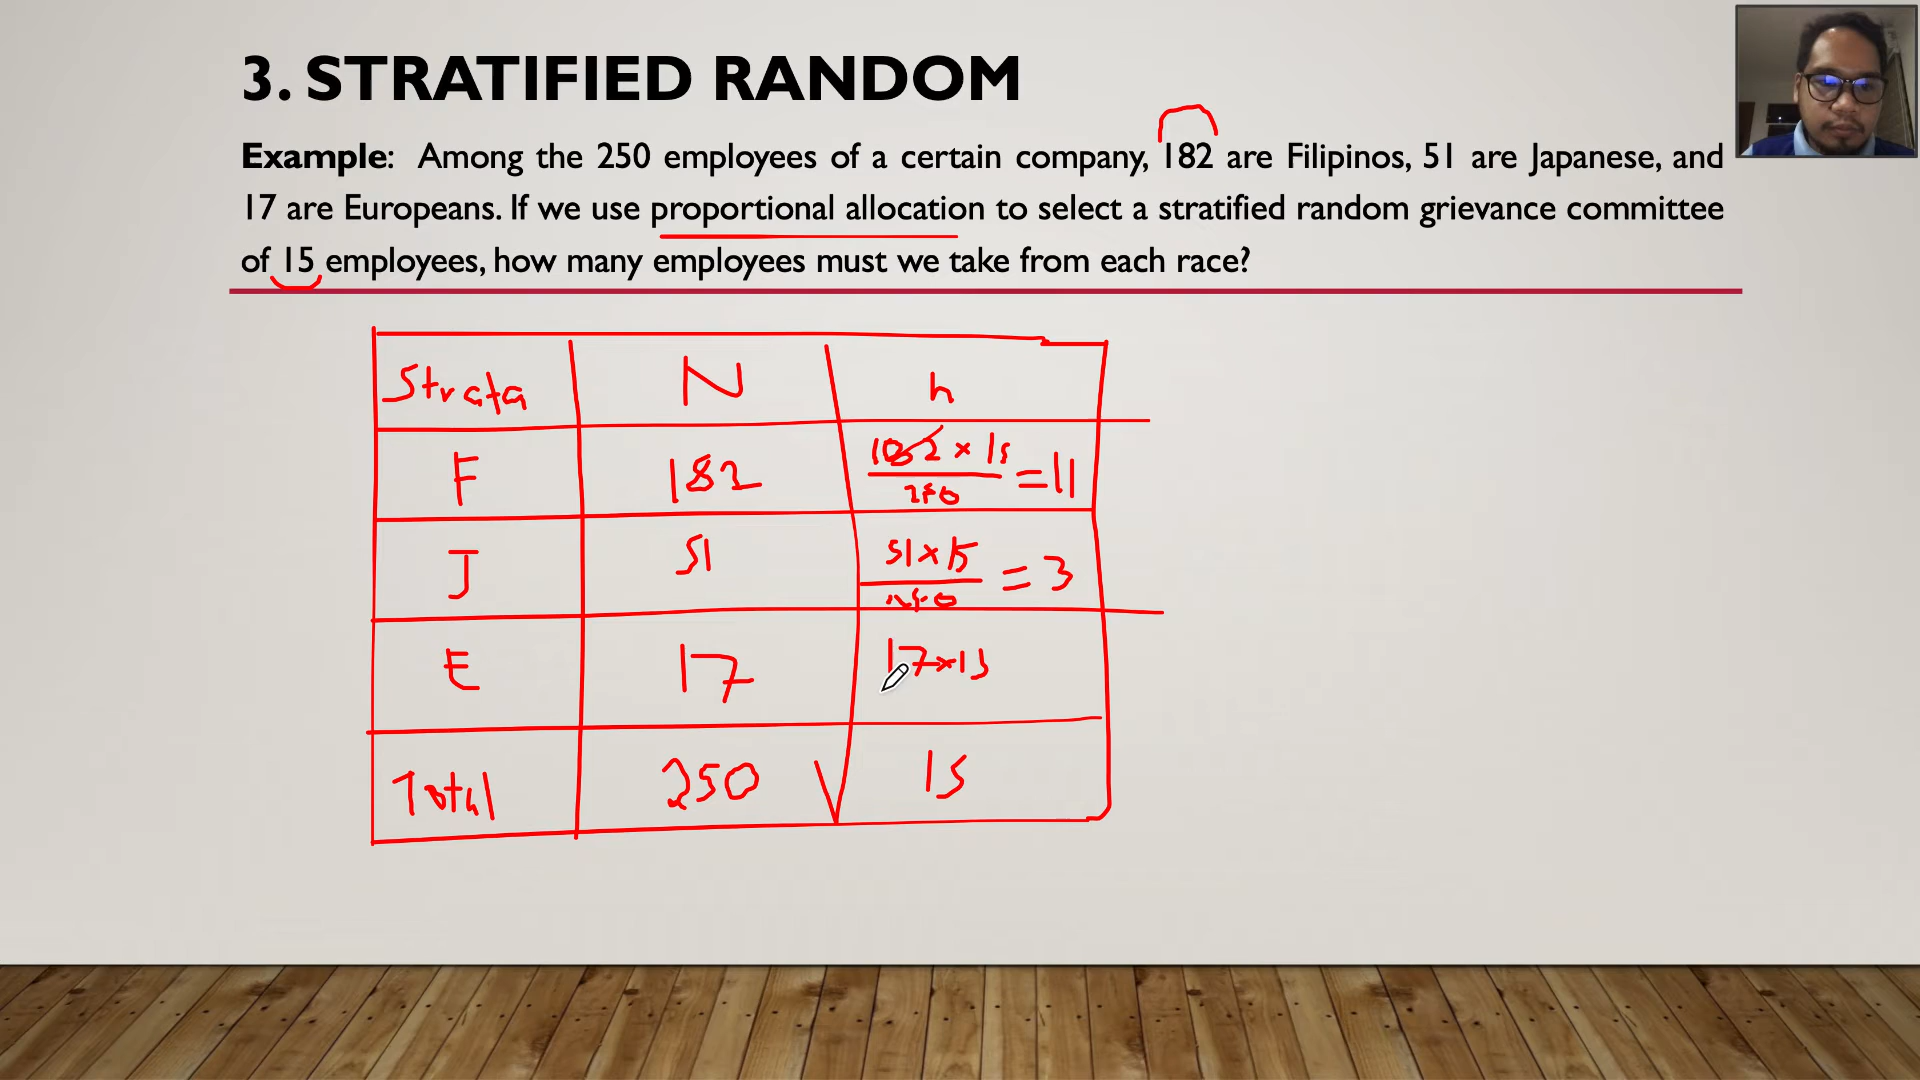 3. STRATIFIED RANDOM
Example: Among the 250 employees of a certain company, 182 are Filipinos, 51 are Japanese, and
17 are Europeans. If we use proportional allocation to select a stratified random grievance committee
of 15 employees, how many employees must we take from each race?
Strata N n
F 182 182 × 15 / 250 = 11
J 51 51 × 15 / 250 = 3
E 17 17 × 15
Total 250 15